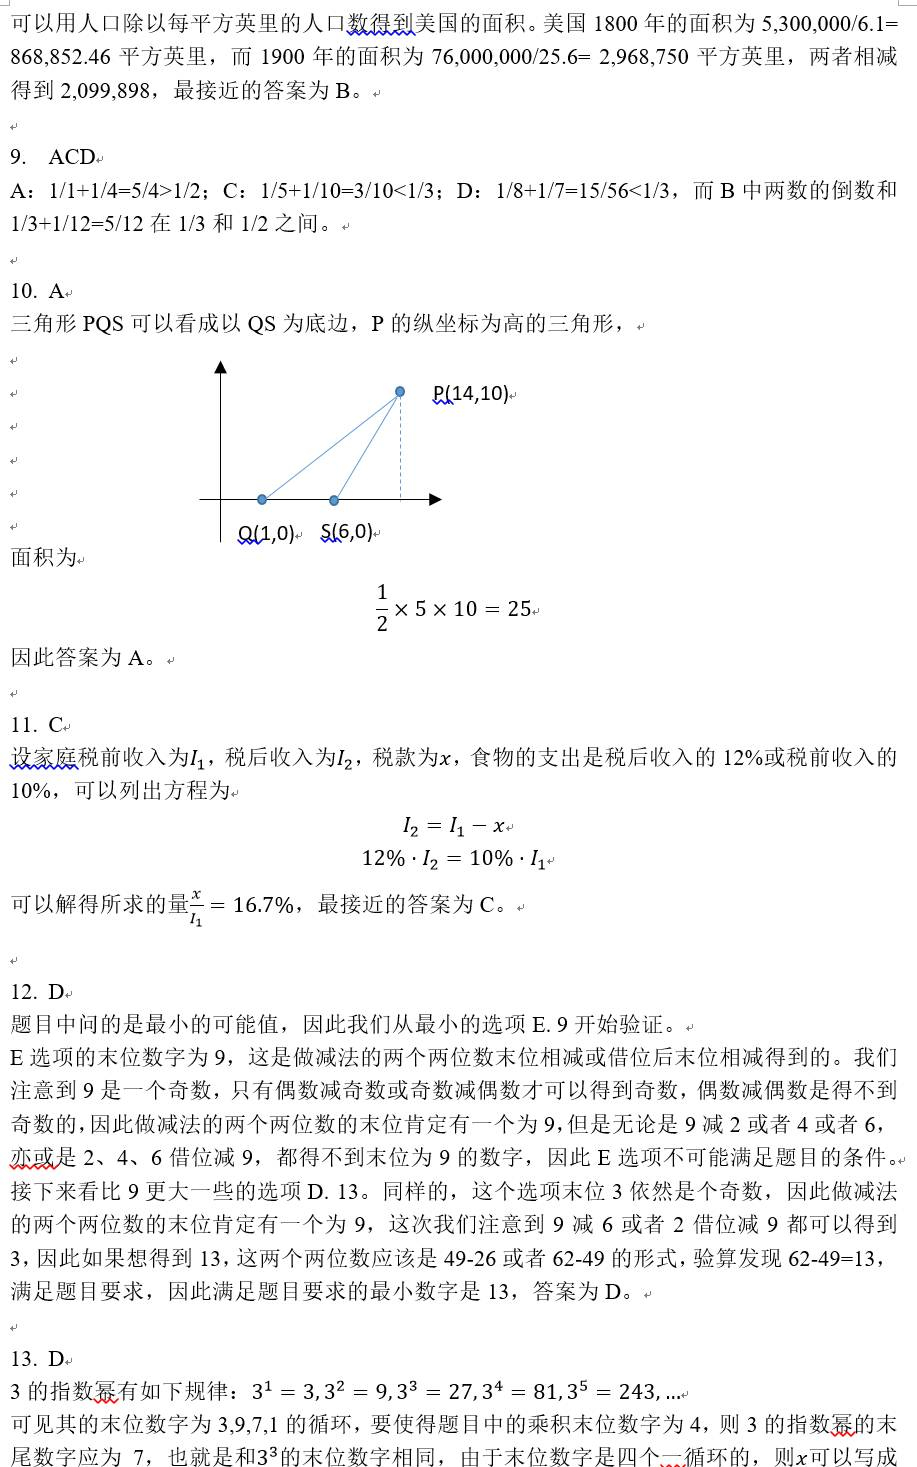 可以用人口除以每平方英里的人口数得到美国的面积。美国 1800 年的面积为 5,300,000/6.1=
868,852.46 平方英里，而 1900 年的面积为 76,000,000/25.6= 2,968,750 平方英里，两者相减
得到 2,099,898，最接近的答案为 B。
9. ACD
A：1/1+1/4=5/4>1/2；C：1/5+1/10=3/10<1/3；D：1/8+1/7=15/56<1/3，而 B 中两数的倒数和
1/3+1/12=5/12 在 1/3 和 1/2 之间。
10. A
三角形 PQS 可以看成以 QS 为底边，P 的纵坐标为高的三角形，
P(14,10)
Q(1,0) S(6,0)
面积为
1/2 × 5 × 10 = 25
因此答案为 A。
11. C
设家庭税前收入为I₁，税后收入为I₂，税款为x，食物的支出是税后收入的 12%或税前收入的
10%，可以列出方程为
I₂ = I₁ − x
12% · I₂ = 10% · I₁
可以解得所求的量x/I₁ = 16.7%，最接近的答案为 C。
12. D
题目中问的是最小的可能值，因此我们从最小的选项 E. 9 开始验证。
E 选项的末位数字为 9，这是做减法的两个两位数末位相减或借位后末位相减得到的。我们
注意到 9 是一个奇数，只有偶数减奇数或奇数减偶数才可以得到奇数，偶数减偶数是得不到
奇数的，因此做减法的两个两位数的末位肯定有一个为 9，但是无论是 9 减 2 或者 4 或者 6，
亦或是 2、4、6 借位减 9，都得不到末位为 9 的数字，因此 E 选项不可能满足题目的条件。
接下来看比 9 更大一些的选项 D. 13。同样的，这个选项末位 3 依然是个奇数，因此做减法
的两个两位数的末位肯定有一个为 9，这次我们注意到 9 减 6 或者 2 借位减 9 都可以得到
3，因此如果想得到 13，这两个两位数应该是 49-26 或者 62-49 的形式，验算发现 62-49=13，
满足题目要求，因此满足题目要求的最小数字是 13，答案为 D。
13. D
3 的指数幂有如下规律：3¹ = 3, 3² = 9, 3³ = 27, 3⁴ = 81, 3⁵ = 243, …
可见其的末位数字为 3,9,7,1 的循环，要使得题目中的乘积末位数字为 4，则 3 的指数幂的末
尾数字应为 7，也就是和3³的末位数字相同，由于末位数字是四个一循环的，则x可以写成